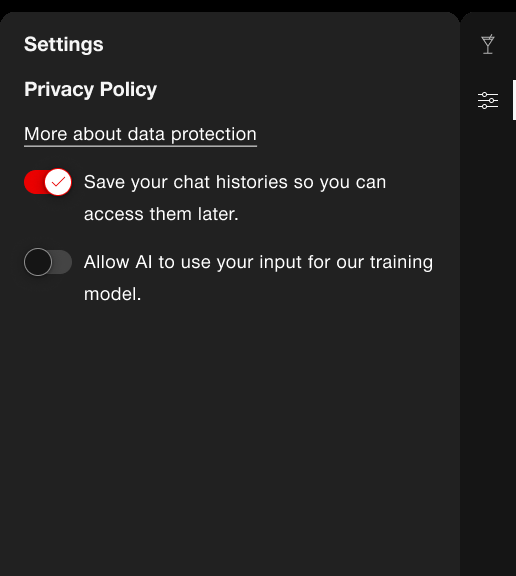 Settings
Privacy Policy
More about data protection
Save your chat histories so you can
access them later.
Allow AI to use your input for our training
model.